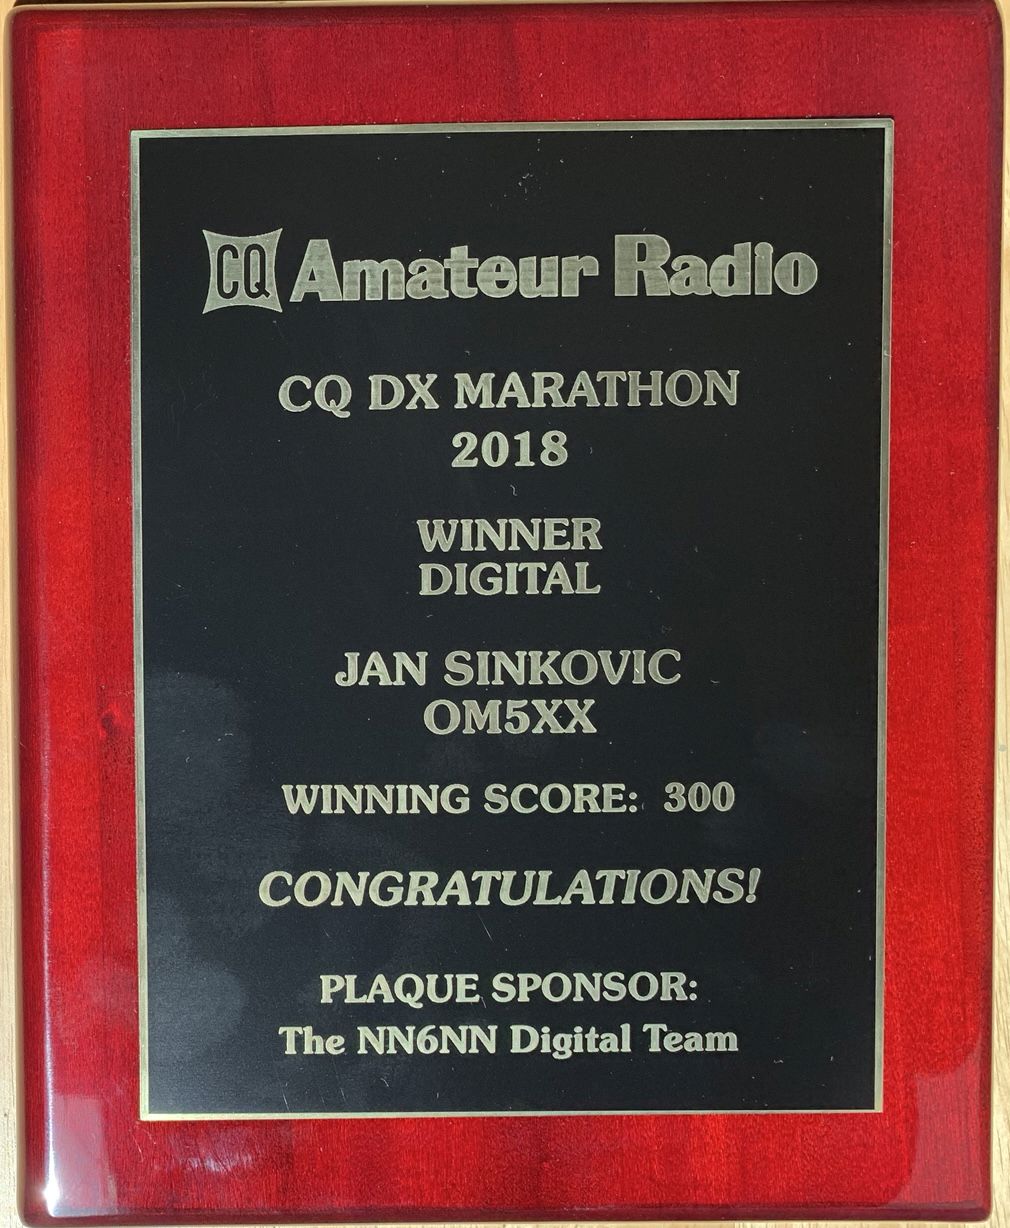 CQ Amateur Radio
CQ DX MARATHON
2018
WINNER
DIGITAL
JAN SINKOVIC
OM5XX
WINNING SCORE: 300
CONGRATULATIONS!
PLAQUE SPONSOR:
The NN6NN Digital Team